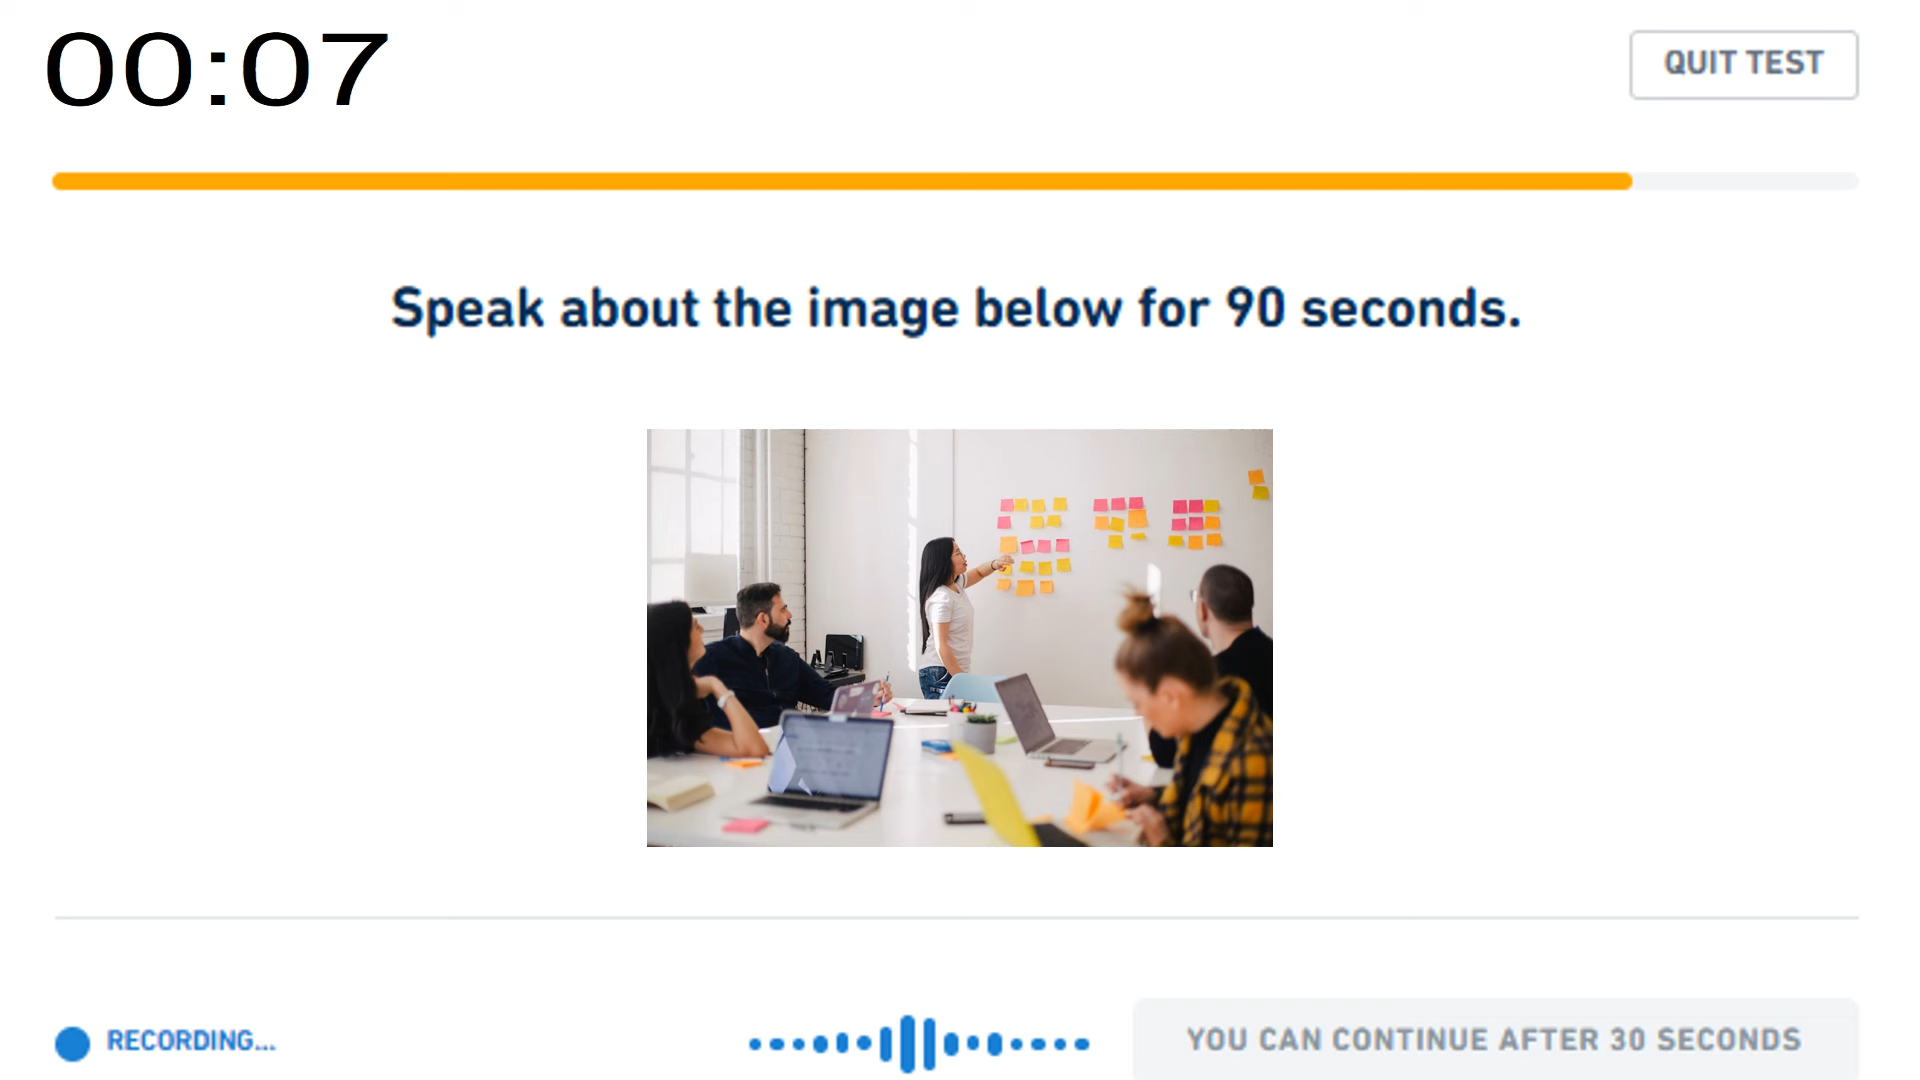 00:07
QUIT TEST
Speak about the image below for 90 seconds.
RECORDING...
YOU CAN CONTINUE AFTER 30 SECONDS